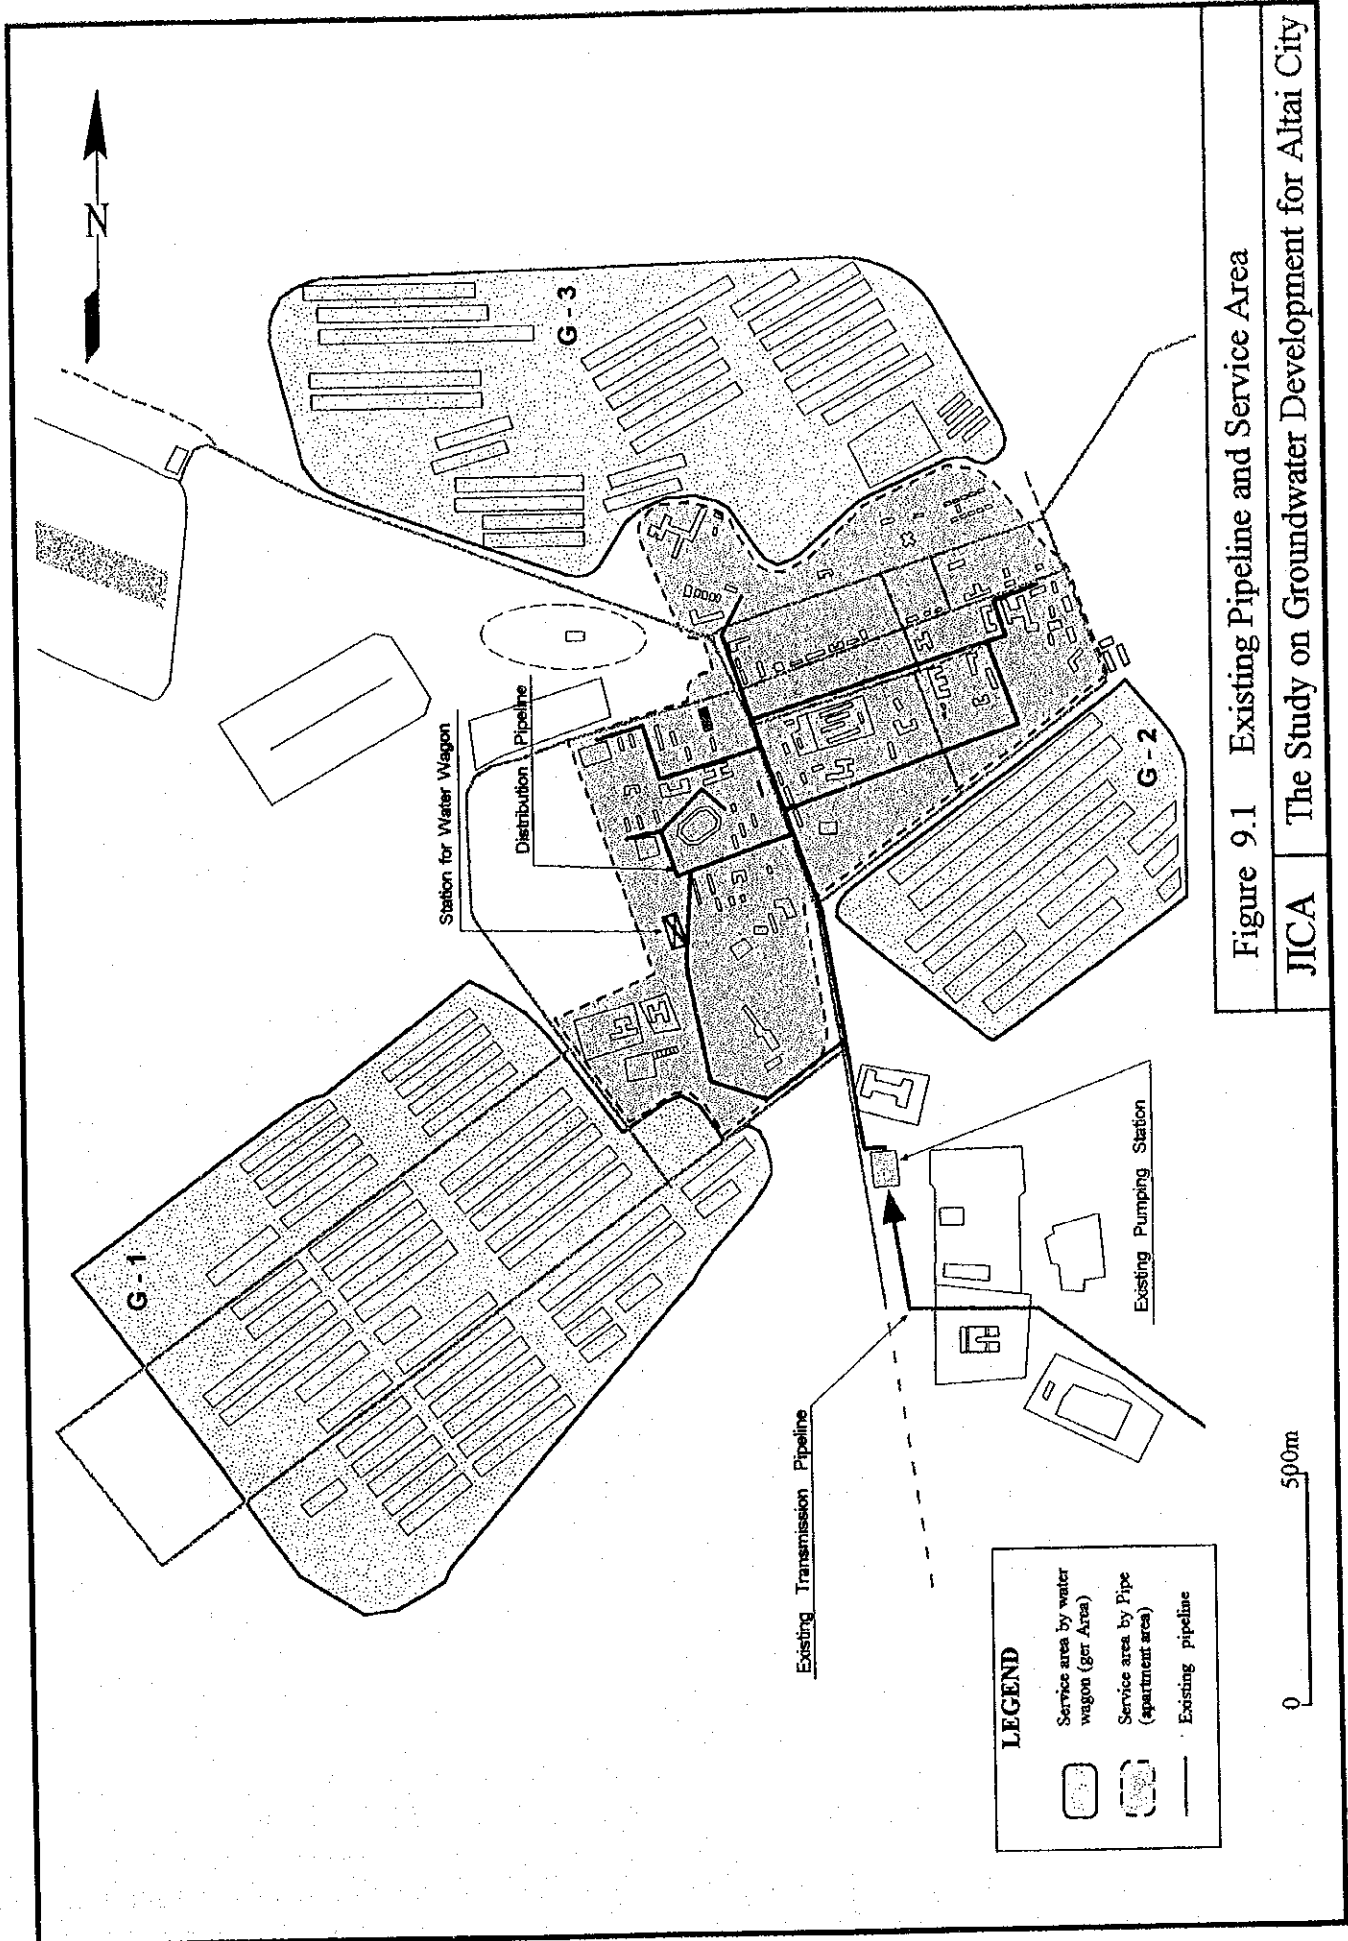 N
G - 3
Station for Water Wagon
Distribution Pipeline
G - 1
G - 2
Existing Pumping Station
Existing Transmission Pipeline
LEGEND
Service area by water
wagon (ger Area)
Service area by Pipe
(apartment area)
Existing pipeline
0 500m
Figure 9.1 Existing Pipeline and Service Area
JICA The Study on Groundwater Development for Altai City